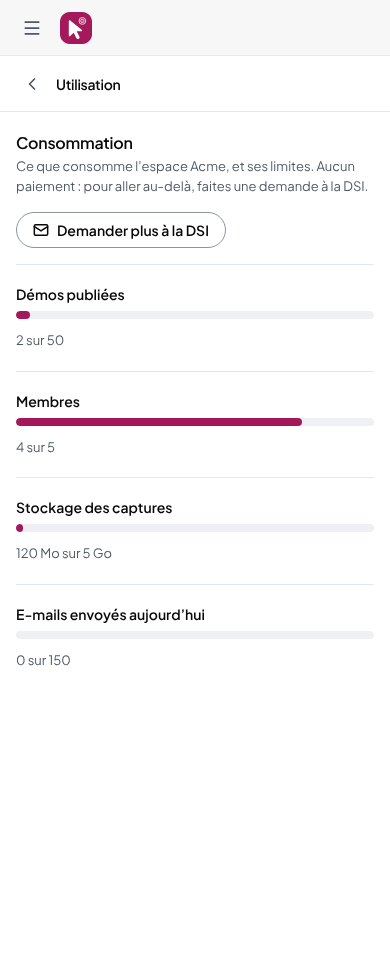 Utilisation
Consommation
Ce que consomme l'espace Acme, et ses limites. Aucun
paiement : pour aller au-delà, faites une demande à la DSI.
Demander plus à la DSI
Démos publiées
2 sur 50
Membres
4 sur 5
Stockage des captures
120 Mo sur 5 Go
E-mails envoyés aujourd’hui
0 sur 150